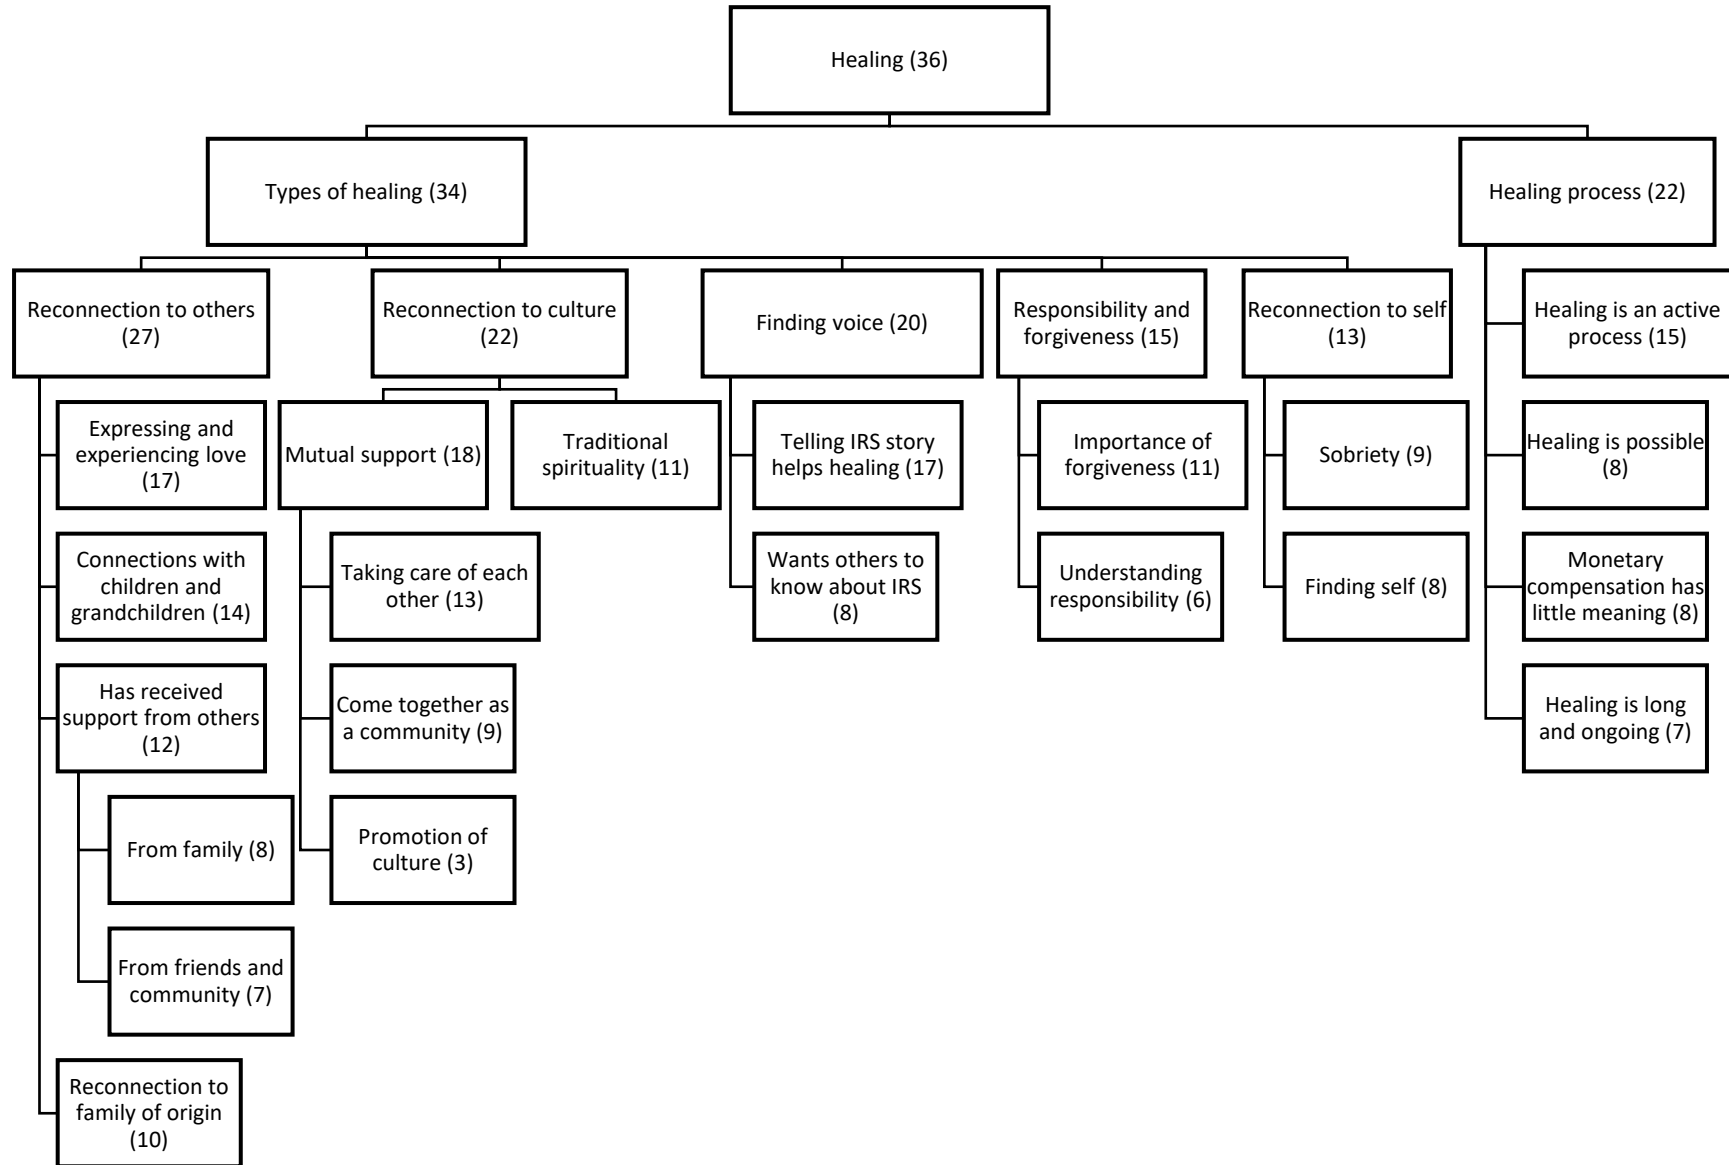 Healing (36)
Types of healing (34)
Healing process (22)
Reconnection to others
(27)
Reconnection to culture
(22)
Finding voice (20)
Responsibility and
forgiveness (15)
Reconnection to self
(13)
Healing is an active
process (15)
Expressing and
experiencing love
(17)
Mutual support (18)
Traditional
spirituality (11)
Telling IRS story
helps healing (17)
Importance of
forgiveness (11)
Sobriety (9)
Healing is possible
(8)
Connections with
children and
grandchildren (14)
Taking care of each
other (13)
Wants others to
know about IRS
(8)
Understanding
responsibility (6)
Finding self (8)
Monetary
compensation has
little meaning (8)
Has received
support from others
(12)
Come together as
a community (9)
Healing is long
and ongoing (7)
From family (8)
Promotion of
culture (3)
From friends and
community (7)
Reconnection to
family of origin
(10)